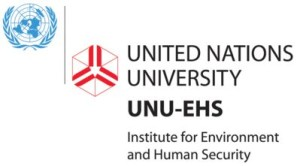 UNITED NATIONS
UNIVERSITY
UNU-EHS
Institute for Environment
and Human Security